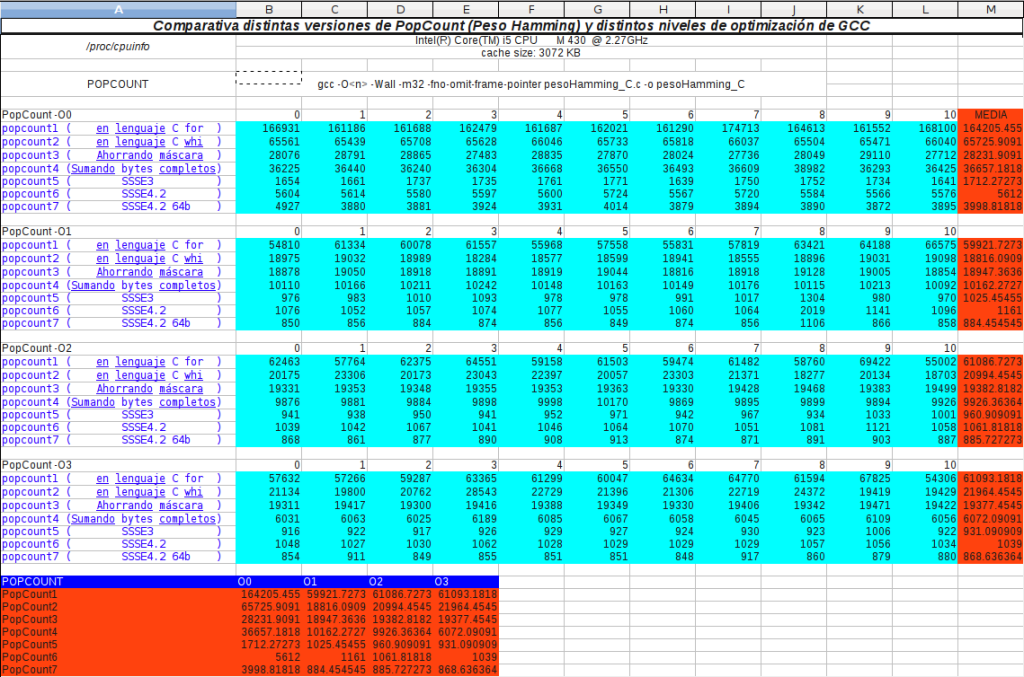 A B C D E F G H I J K L M
Comparativa distintas versiones de PopCount (Peso Hamming) y distintos niveles de optimización de GCC
/proc/cpuinfo Intel(R) Core(TM) i5 CPU M 430 @ 2.27GHz
cache size: 3072 KB
POPCOUNT gcc -O<n> -Wall -m32 -fno-omit-frame-pointer pesoHamming_C.c -o pesoHamming_C
PopCount -O0 0 1 2 3 4 5 6 7 8 9 10 MEDIA
popcount1 ( en lenguaje C for ) 166931 161186 161688 162479 161687 162021 161290 174713 164613 161552 168100 164205.455
popcount2 ( en lenguaje C whi ) 65561 65439 65708 65628 66046 65733 65818 66037 65504 65471 66040 65725.9091
popcount3 ( Ahorrando máscara ) 28076 28791 28865 27483 28835 27870 28024 27736 28049 29110 27712 28231.9091
popcount4 (Sumando bytes completos) 36225 36440 36240 36304 36668 36550 36493 36609 38982 36293 36425 36657.1818
popcount5 ( SSSE3 ) 1654 1661 1737 1735 1761 1771 1639 1750 1752 1734 1641 1712.27273
popcount6 ( SSSE4.2 ) 5604 5614 5580 5597 5600 5724 5567 5720 5584 5566 5576 5612
popcount7 ( SSSE4.2 64b ) 4927 3880 3881 3924 3931 4014 3879 3894 3890 3872 3895 3998.81818
PopCount -O1 0 1 2 3 4 5 6 7 8 9 10
popcount1 ( en lenguaje C for ) 54810 61334 60078 61557 55968 57558 55831 57819 63421 64188 66575 59921.7273
popcount2 ( en lenguaje C whi ) 18975 19032 18989 18284 18577 18599 18941 18555 18896 19031 19098 18816.0909
popcount3 ( Ahorrando máscara ) 18878 19050 18918 18891 18919 19044 18816 18918 19128 19005 18854 18947.3636
popcount4 (Sumando bytes completos) 10110 10166 10211 10242 10148 10163 10149 10176 10115 10213 10092 10162.2727
popcount5 ( SSSE3 ) 976 983 1010 1093 978 978 991 1017 1304 980 970 1025.45455
popcount6 ( SSSE4.2 ) 1076 1052 1057 1074 1077 1055 1060 1064 2019 1141 1096 1161
popcount7 ( SSSE4.2 64b ) 850 856 884 874 856 849 874 856 1106 866 858 884.454545
PopCount -O2 0 1 2 3 4 5 6 7 8 9 10
popcount1 ( en lenguaje C for ) 62463 57764 62375 64551 59158 61503 59474 61482 58760 69422 55002 61086.7273
popcount2 ( en lenguaje C whi ) 20175 23306 20173 23043 22397 20057 23303 21371 18277 20134 18703 20994.4545
popcount3 ( Ahorrando máscara ) 19331 19353 19348 19355 19353 19363 19330 19428 19468 19383 19499 19382.8182
popcount4 (Sumando bytes completos) 9876 9881 9884 9898 9998 10170 9869 9895 9899 9894 9926 9926.36364
popcount5 ( SSSE3 ) 941 938 950 941 952 971 942 967 934 1033 1001 960.909091
popcount6 ( SSSE4.2 ) 1039 1042 1067 1041 1046 1064 1070 1051 1081 1121 1058 1061.81818
popcount7 ( SSSE4.2 64b ) 868 861 877 890 908 913 874 871 891 903 887 885.727273
PopCount -O3 0 1 2 3 4 5 6 7 8 9 10
popcount1 ( en lenguaje C for ) 57632 57266 59287 63365 61299 60047 64634 64770 61594 67825 54306 61093.1818
popcount2 ( en lenguaje C whi ) 21134 19800 20762 28543 22729 21396 21306 22719 24372 19419 19429 21964.4545
popcount3 ( Ahorrando máscara ) 19311 19417 19300 19416 19388 19349 19330 19406 19342 19471 19422 19377.4545
popcount4 (Sumando bytes completos) 6031 6063 6025 6189 6085 6067 6058 6045 6065 6109 6056 6072.09091
popcount5 ( SSSE3 ) 916 922 917 926 929 927 924 930 923 1006 922 931.090909
popcount6 ( SSSE4.2 ) 1048 1027 1030 1062 1028 1029 1029 1029 1057 1056 1034 1039
popcount7 ( SSSE4.2 64b ) 854 911 849 855 851 851 848 917 860 879 880 868.636364
POPCOUNT O0 O1 O2 O3
PopCount1 164205.455 59921.7273 61086.7273 61093.1818
PopCount2 65725.9091 18816.0909 20994.4545 21964.4545
PopCount3 28231.9091 18947.3636 19382.8182 19377.4545
PopCount4 36657.1818 10162.2727 9926.36364 6072.09091
PopCount5 1712.27273 1025.45455 960.909091 931.090909
PopCount6 5612 1161 1061.81818 1039
PopCount7 3998.81818 884.454545 885.727273 868.636364